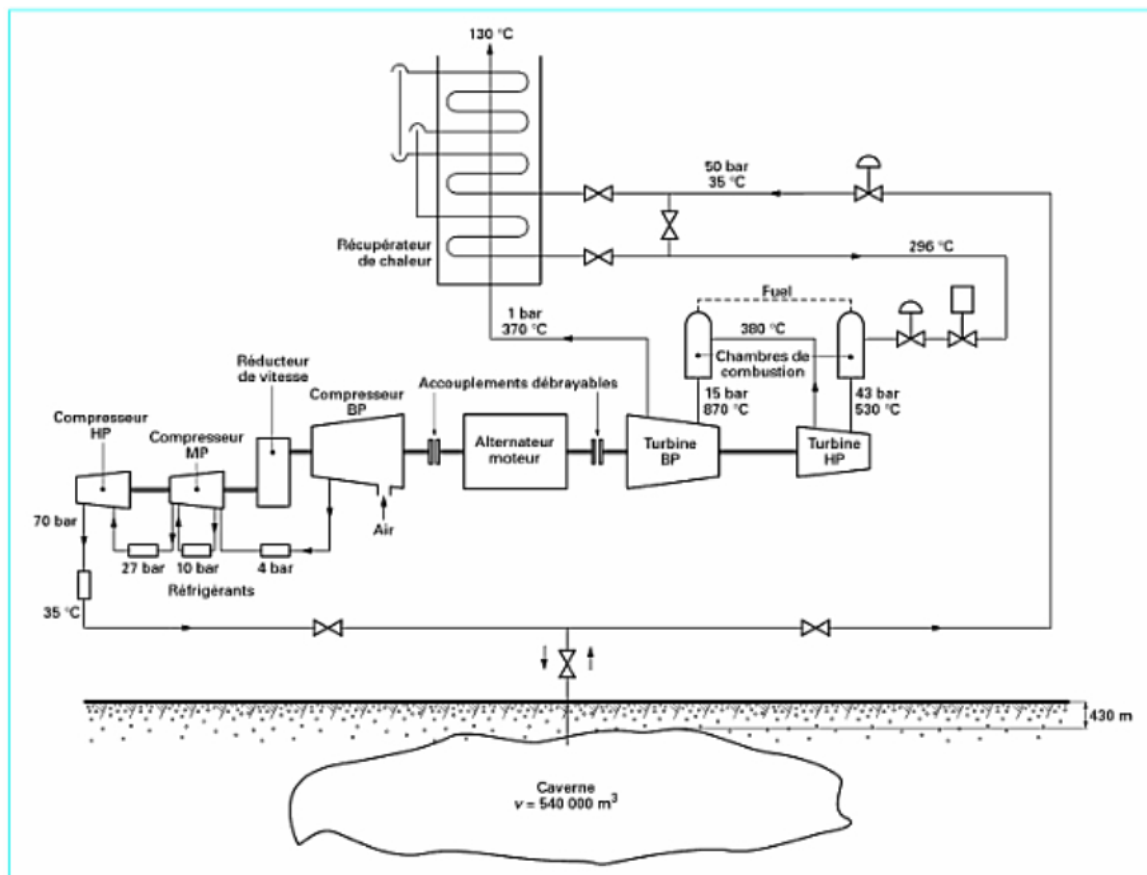 130 °C
50 bar
35 °C
Récupérateur
de chaleur
296 °C
Fuel
1 bar
370 °C
380 °C
Chambres de
combustion
Réducteur
de vitesse
Accouplements débrayables
15 bar
870 °C
43 bar
530 °C
Compresseur
BP
Compresseur
HP
Compresseur
MP
Alternateur
moteur
Turbine
BP
Turbine
HP
70 bar
Air
27 bar
10 bar
4 bar
Réfrigérants
35 °C
430 m
Caverne
v = 540 000 m³